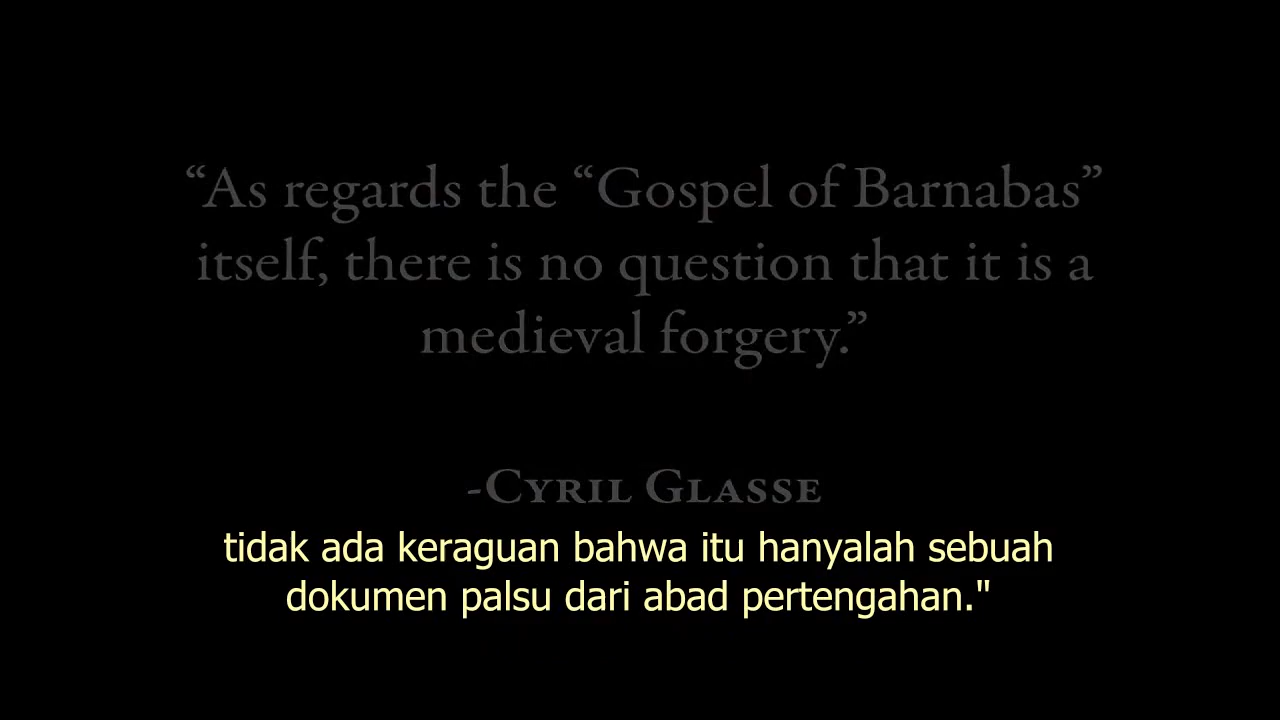 “As regards the “Gospel of Barnabas”
itself, there is no question that it is a
medieval forgery.”
-Cyril Glasse
tidak ada keraguan bahwa itu hanyalah sebuah
dokumen palsu dari abad pertengahan."